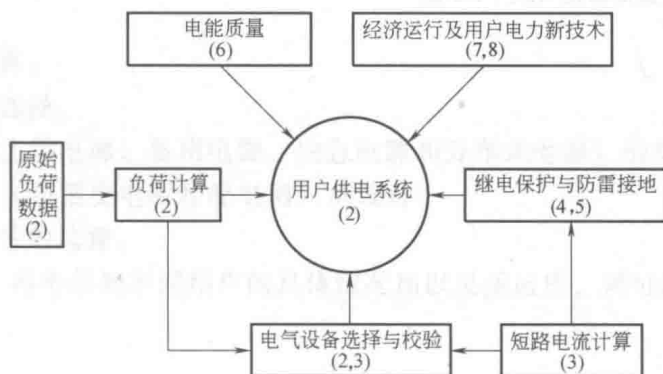 电能质量
(6)
经济运行及用户电力新技术
(7,8)
原始
负荷
数据
(2)
负荷计算
(2)
用户供电系统
(2)
继电保护与防雷接地
(4,5)
电气设备选择与校验
(2,3)
短路电流计算
(3)